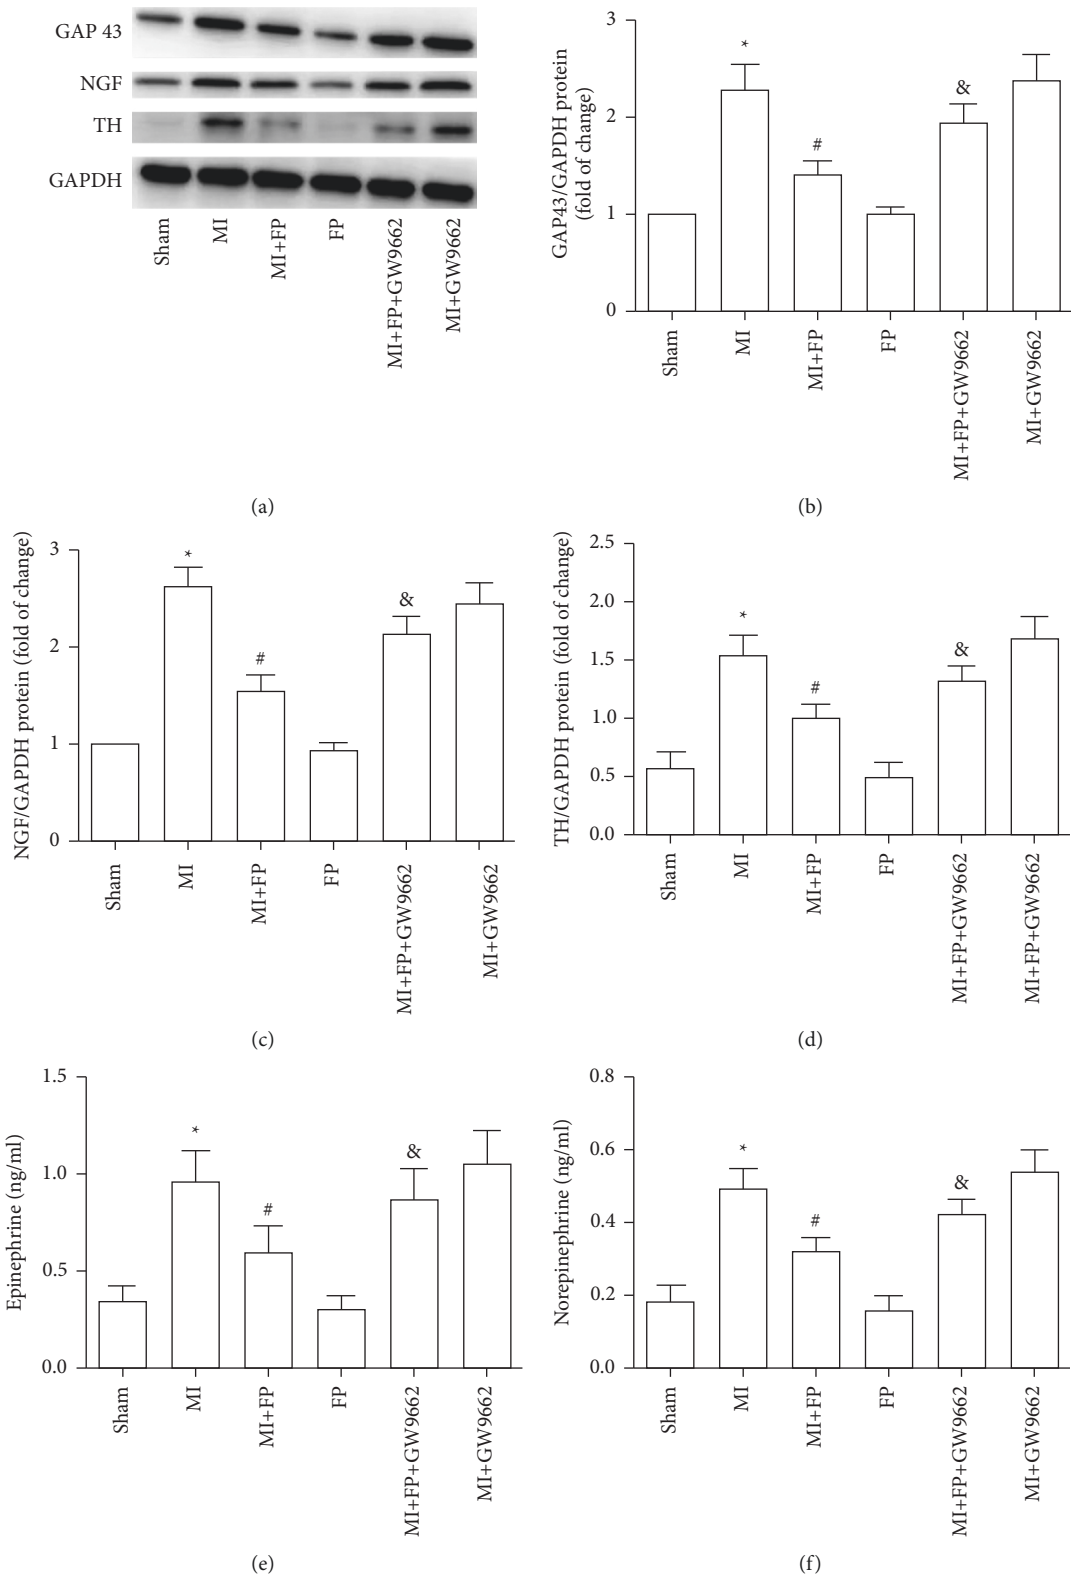 GAP 43
NGF
TH
GAPDH
Sham
MI
MI+FP
FP
MI+FP+GW9662
MI+GW9662
(a)
GAP43/GAPDH protein
(fold of change)
3
2
1
0
*
#
&
Sham
MI
MI+FP
FP
MI+FP+GW9662
MI+GW9662
(b)
NGF/GAPDH protein (fold of change)
3
2
1
0
*
#
&
Sham
MI
MI+FP
FP
MI+FP+GW9662
MI+GW9662
(c)
TH/GAPDH protein (fold of change)
2.5
2.0
1.5
1.0
0.5
0.0
*
#
&
Sham
MI
MI+FP
FP
MI+FP+GW9662
MI+FP+GW9662
(d)
Epinephrine (ng/ml)
1.5
1.0
0.5
0.0
*
#
&
Sham
MI
MI+FP
FP
MI+FP+GW9662
MI+GW9662
(e)
Norepinephrine (ng/ml)
0.8
0.6
0.4
0.2
0.0
*
#
&
Sham
MI
MI+FP
FP
MI+FP+GW9662
MI+GW9662
(f)